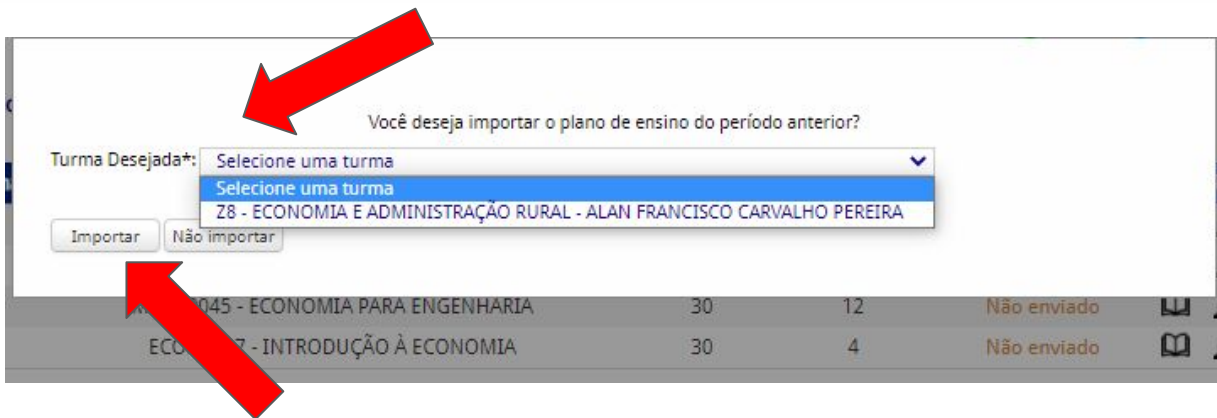 Você deseja importar o plano de ensino do período anterior?
Turma Desejada*: Selecione uma turma
Selecione uma turma
Z8 - ECONOMIA E ADMINISTRAÇÃO RURAL - ALAN FRANCISCO CARVALHO PEREIRA
Importar Não importar
045 - ECONOMIA PARA ENGENHARIA 30 12 Não enviado
ECO 7 - INTRODUÇÃO À ECONOMIA 30 4 Não enviado